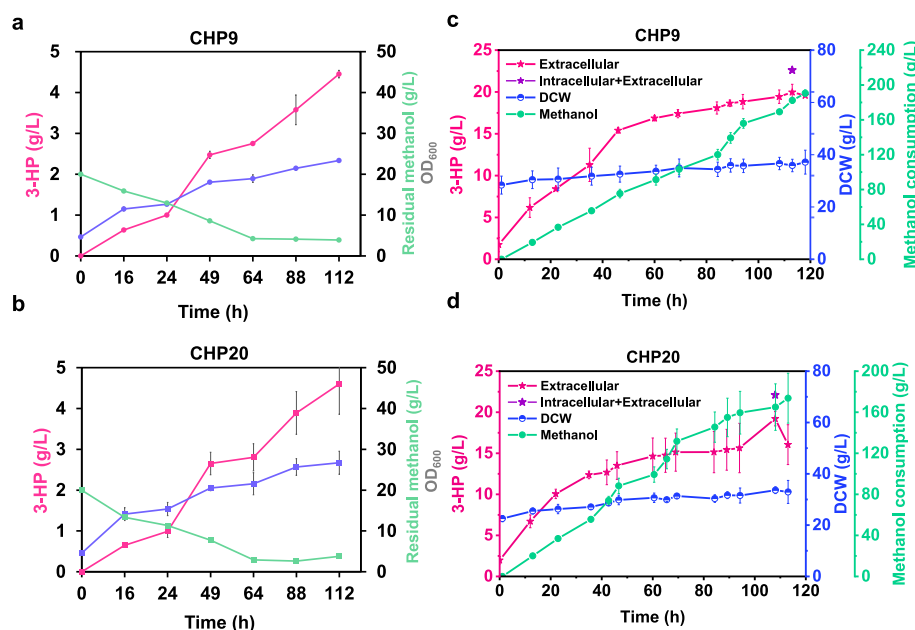 a
CHP9
5
4
3
2
1
0
3-HP (g/L)
50
40
30
20
10
0
Residual methanol (g/L)
OD600
0 16 24 49 64 88 112
Time (h)
b
CHP20
5
4
3
2
1
0
3-HP (g/L)
50
40
30
20
10
0
Residual methanol (g/L)
OD600
0 16 24 49 64 88 112
Time (h)
c
CHP9
25
20
15
10
5
0
3-HP (g/L)
Extracellular
Intracellular+Extracellular
DCW
Methanol
80
60
40
20
0
DCW (g/L)
240
200
160
120
80
40
0
Methanol consumption (g/L)
0 20 40 60 80 100 120
Time (h)
d
CHP20
25
20
15
10
5
0
3-HP (g/L)
Extracellular
Intracellular+Extracellular
DCW
Methanol
80
60
40
20
0
DCW (g/L)
200
160
120
80
40
0
Methanol consumption (g/L)
0 20 40 60 80 100 120
Time (h)